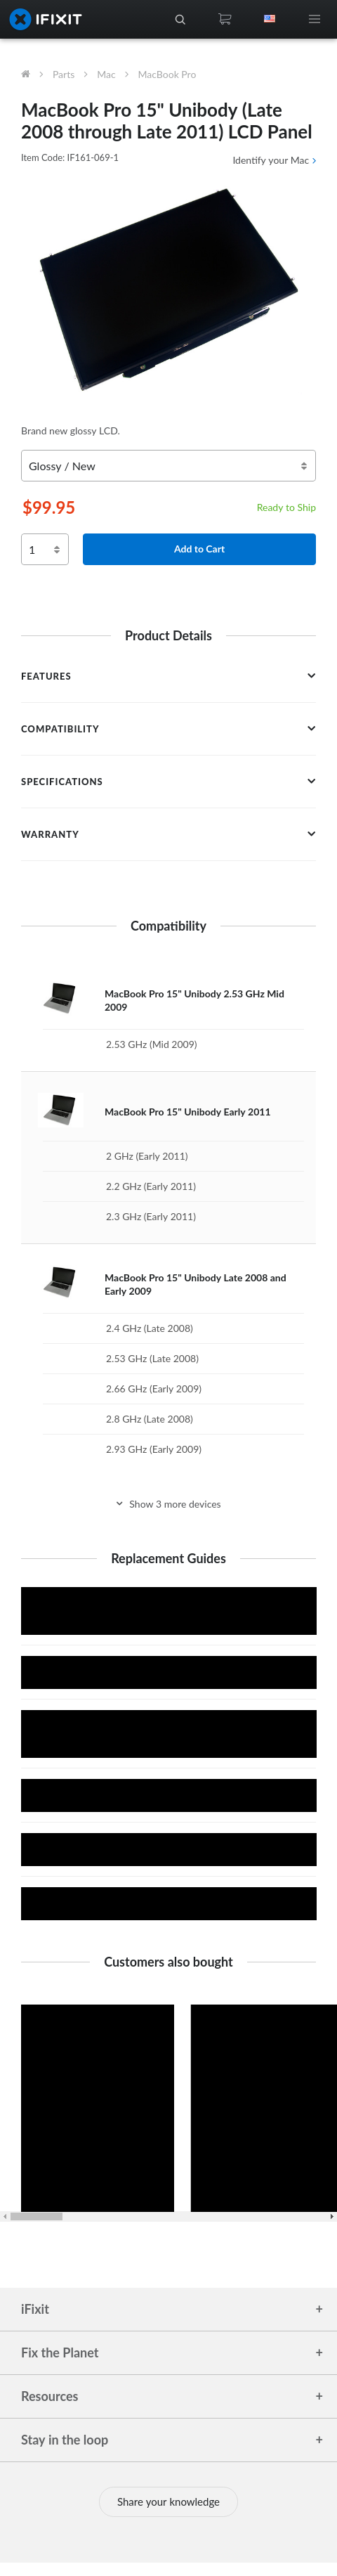 IFIXIT
Parts > Mac > MacBook Pro
MacBook Pro 15" Unibody (Late
2008 through Late 2011) LCD Panel
Item Code: IF161-069-1
Identify your Mac >
Brand new glossy LCD.
Glossy / New
$99.95
Ready to Ship
1
Add to Cart
Product Details
FEATURES
COMPATIBILITY
SPECIFICATIONS
WARRANTY
Compatibility
MacBook Pro 15" Unibody 2.53 GHz Mid
2009
2.53 GHz (Mid 2009)
MacBook Pro 15" Unibody Early 2011
2 GHz (Early 2011)
2.2 GHz (Early 2011)
2.3 GHz (Early 2011)
MacBook Pro 15" Unibody Late 2008 and
Early 2009
2.4 GHz (Late 2008)
2.53 GHz (Late 2008)
2.66 GHz (Early 2009)
2.8 GHz (Late 2008)
2.93 GHz (Early 2009)
Show 3 more devices
Replacement Guides
Customers also bought
iFixit +
Fix the Planet +
Resources +
Stay in the loop +
Share your knowledge